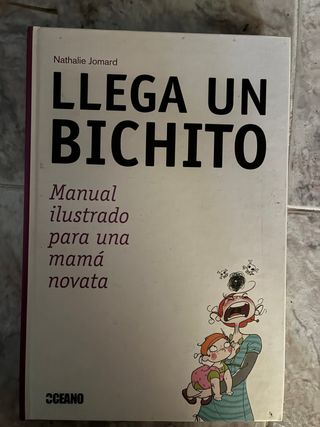 Nathalie Jomard
LLEGA UN
BICHITO
Manual
ilustrado
para una
mamá
novata
OCEANO